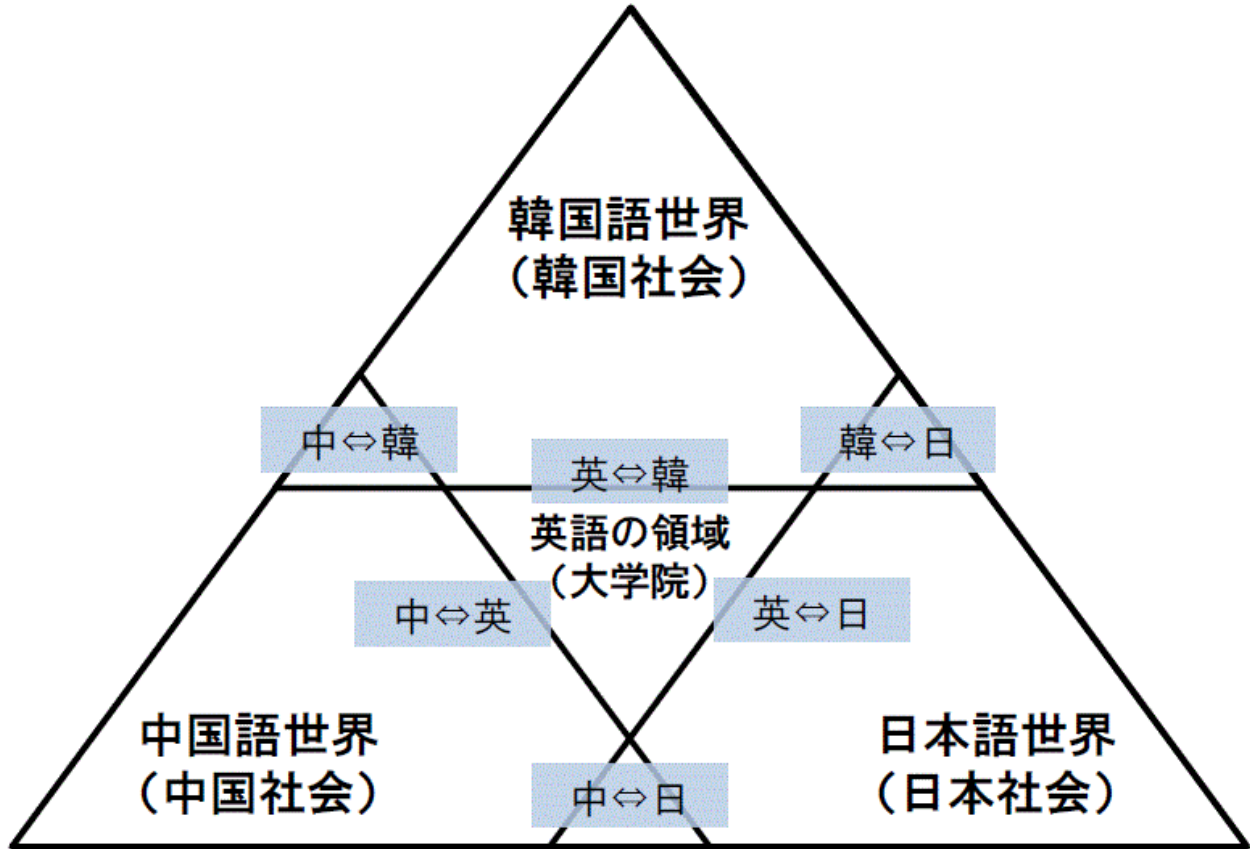 韓国語世界
（韓国社会）
中⇔韓
韓⇔日
英⇔韓
英語の領域
（大学院）
中⇔英
英⇔日
中国語世界
（中国社会）
日本語世界
（日本社会）
中⇔日